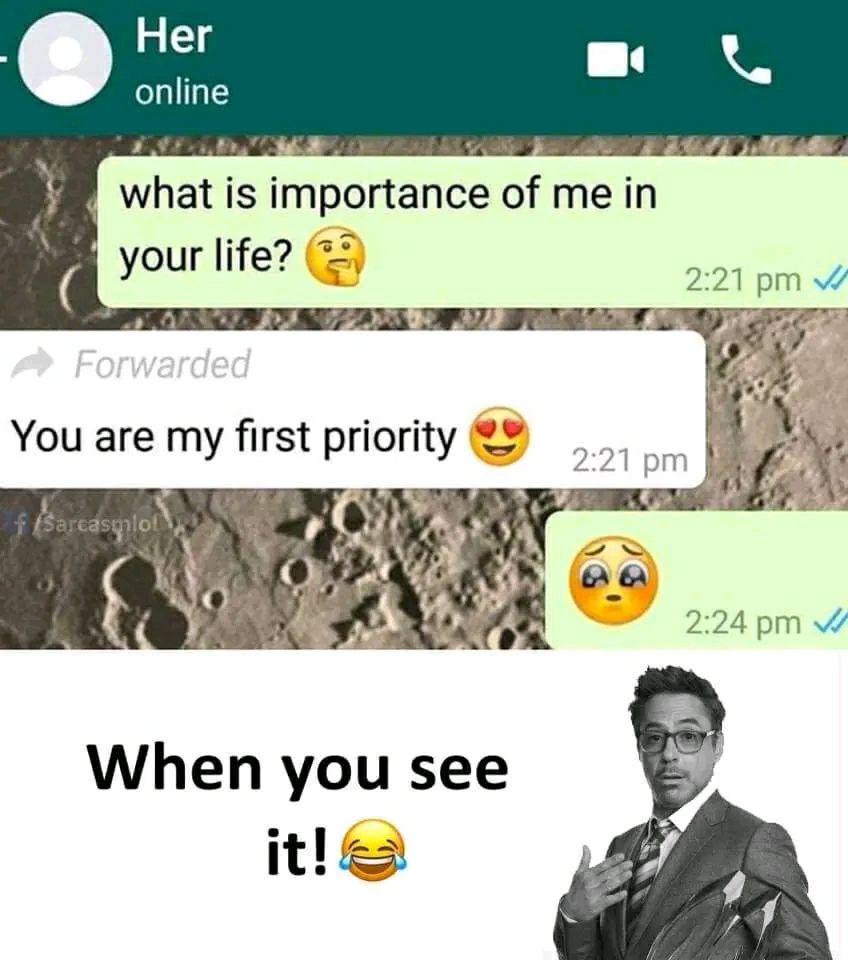 Her
online
what is importance of me in
your life? 🤔
2:21 pm
Forwarded
You are my first priority 😍
2:21 pm
f /Sarcasmlol
🥺
2:24 pm
When you see
it!😂